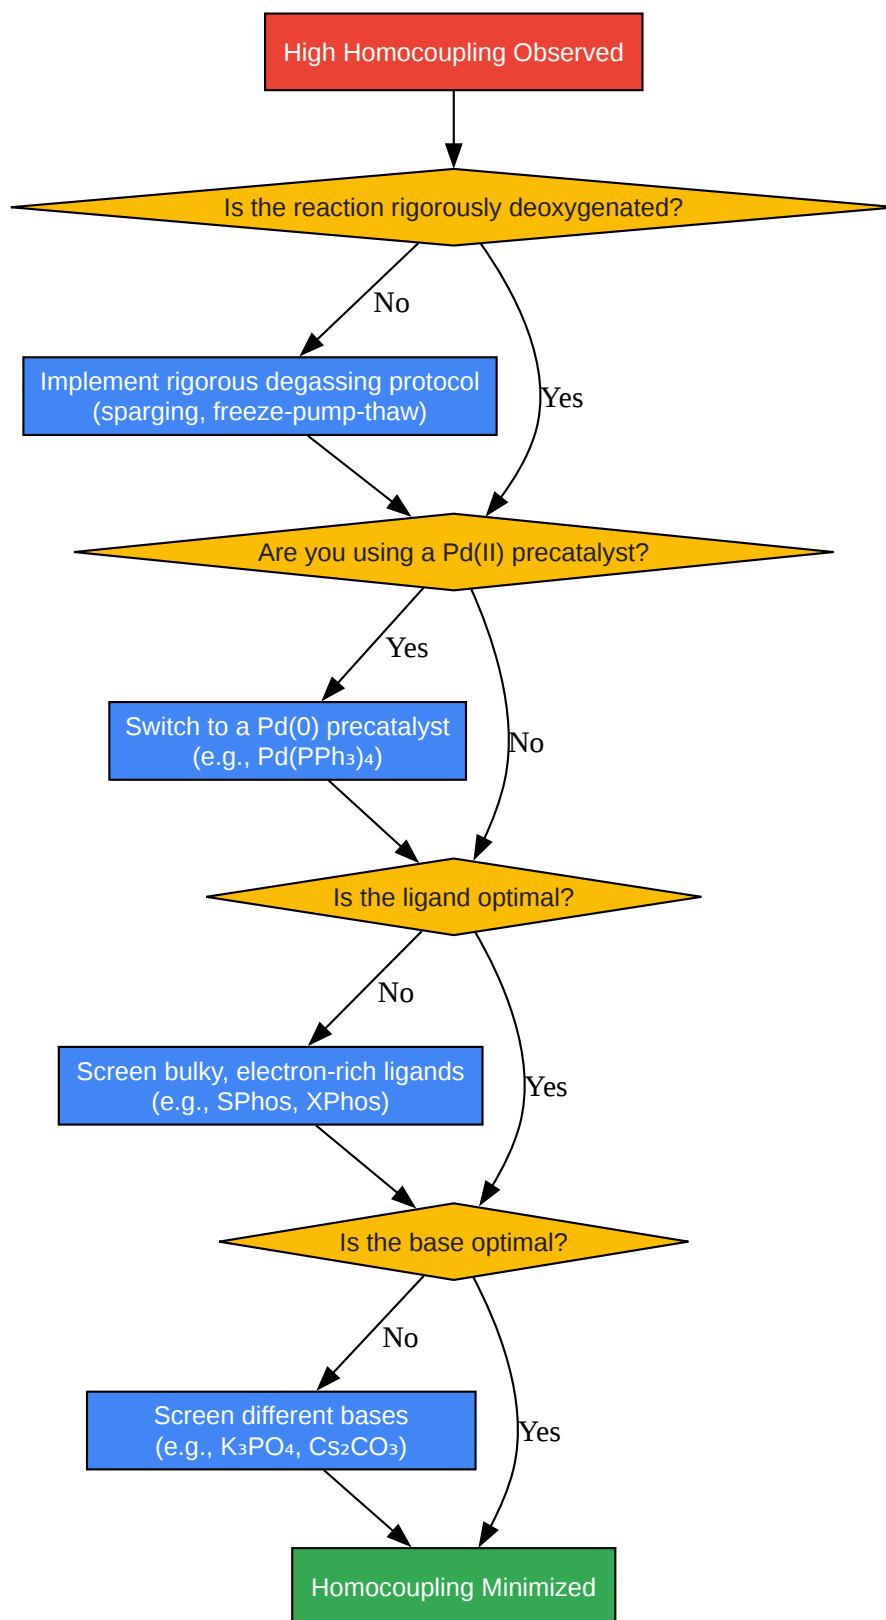 High Homocoupling Observed
Is the reaction rigorously deoxygenated?
No
Implement rigorous degassing protocol
(sparging, freeze-pump-thaw)
Yes
Are you using a Pd(II) precatalyst?
Yes
Switch to a Pd(0) precatalyst
(e.g., Pd(PPh₃)₄)
No
Is the ligand optimal?
No
Screen bulky, electron-rich ligands
(e.g., SPhos, XPhos)
Yes
Is the base optimal?
No
Screen different bases
(e.g., K₃PO₄, Cs₂CO₃)
Yes
Homocoupling Minimized